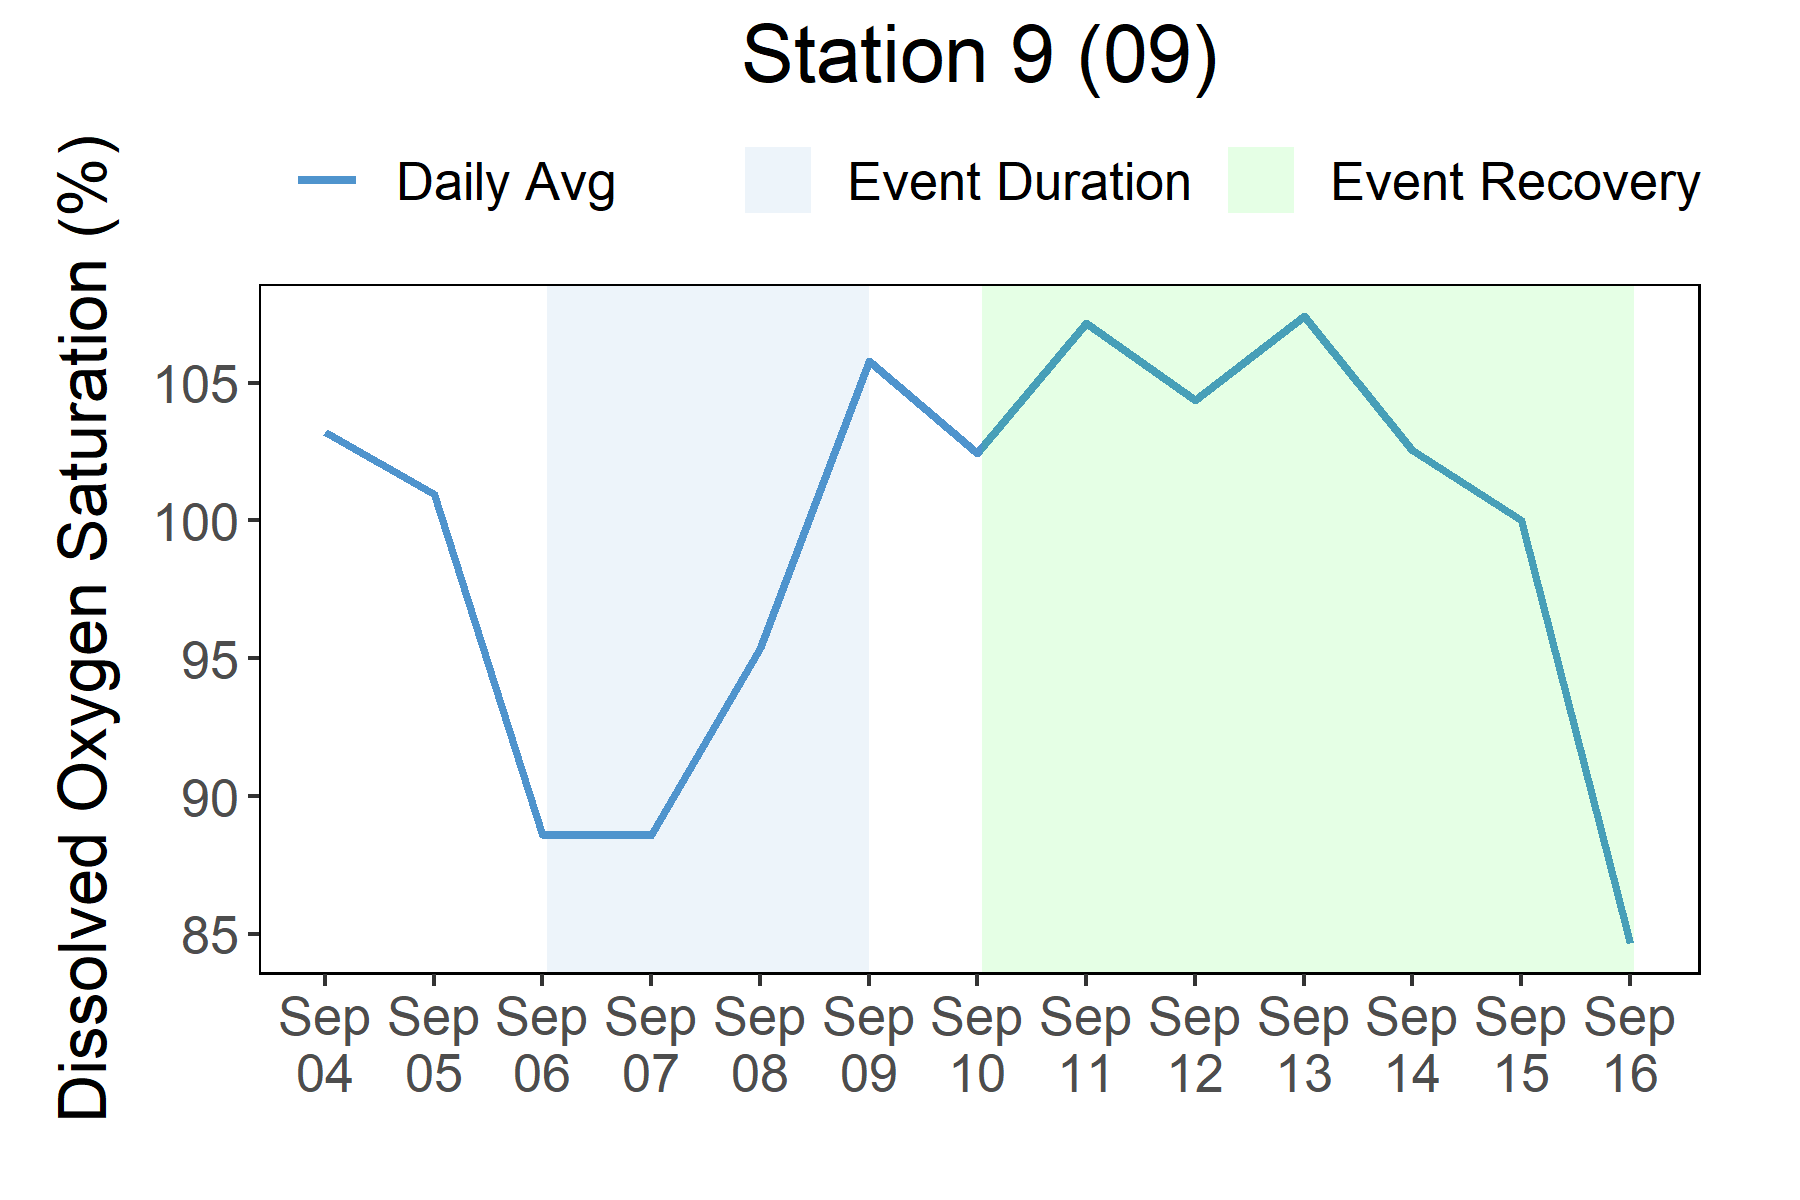 Station 9 (09)
Daily Avg
Event Duration
Event Recovery
Dissolved Oxygen Saturation (%)
105
100
95
90
85
Sep 04
Sep 05
Sep 06
Sep 07
Sep 08
Sep 09
Sep 10
Sep 11
Sep 12
Sep 13
Sep 14
Sep 15
Sep 16